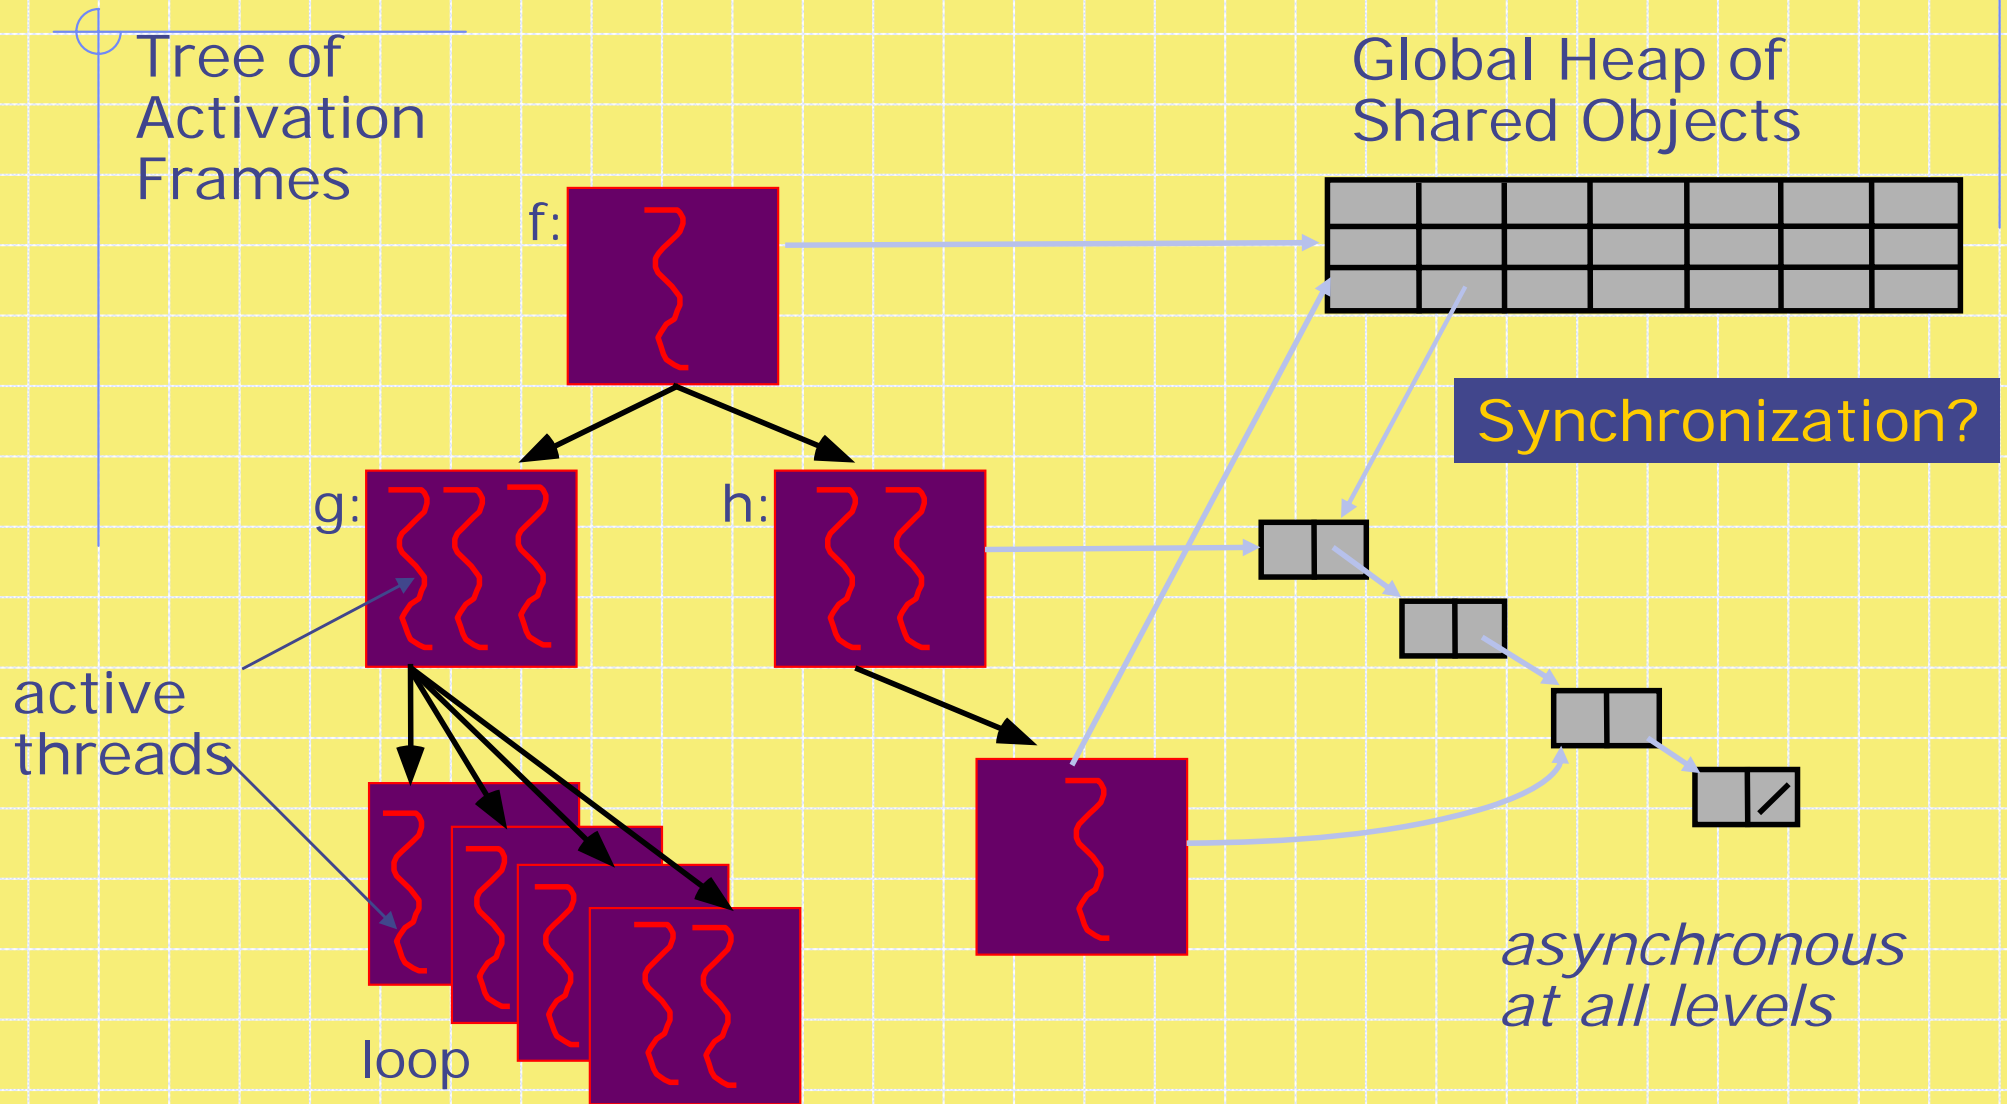 Tree of
Activation
Frames
Global Heap of
Shared Objects
f:
Synchronization?
g:
h:
active
threads
asynchronous
at all levels
loop